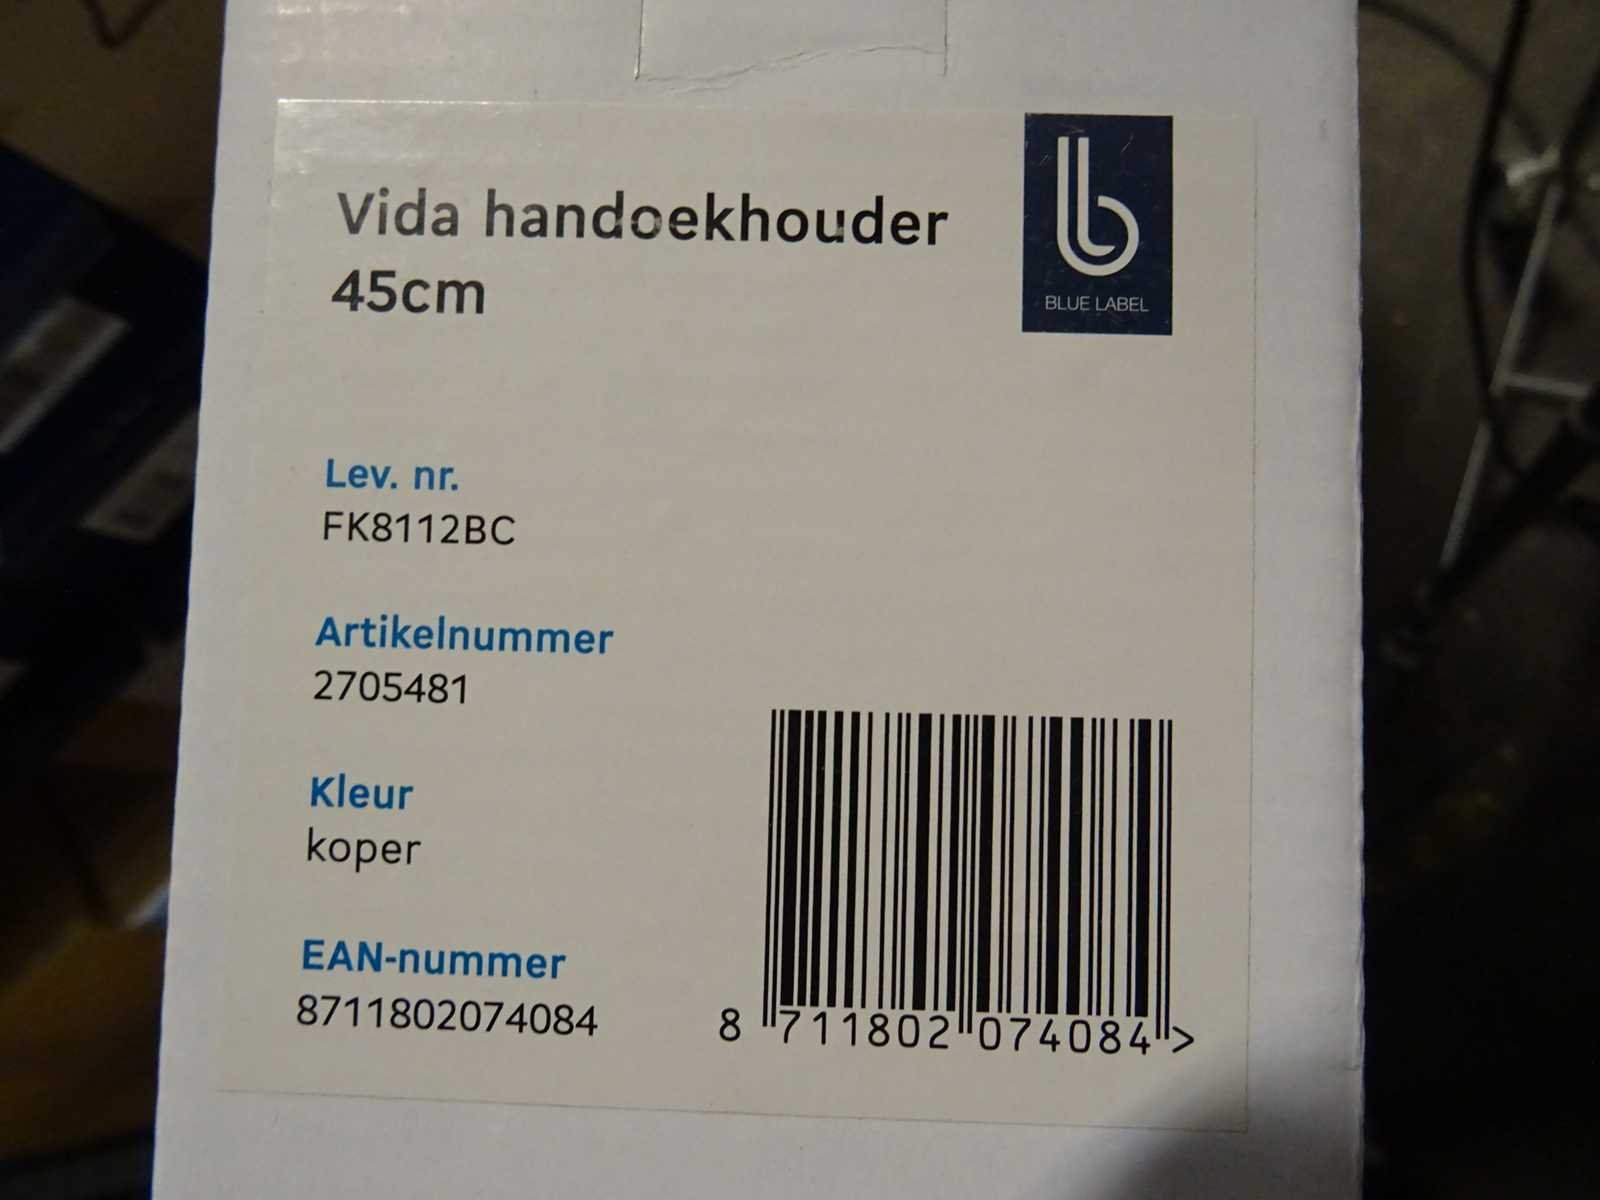 Vida handoekhouder
45cm
BLUE LABEL
Lev. nr.
FK8112BC
Artikelnummer
2705481
Kleur
koper
EAN-nummer
8711802074084
8 711802 074084 >